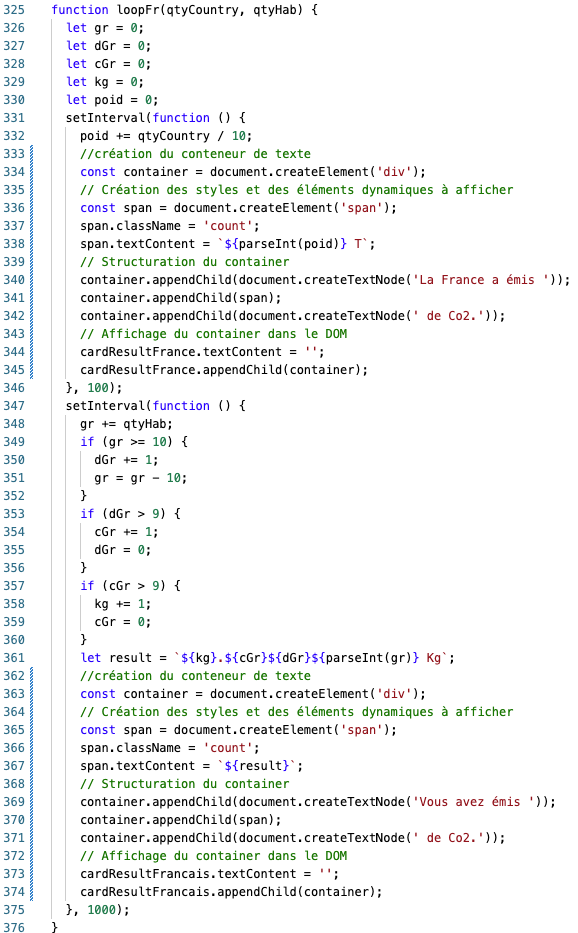 325 function loopFr(qtyCountry, qtyHab) {
326 let gr = 0;
327 let dGr = 0;
328 let cGr = 0;
329 let kg = 0;
330 let poid = 0;
331 setInterval(function () {
332 poid += qtyCountry / 10;
333 //création du conteneur de texte
334 const container = document.createElement('div');
335 // Création des styles et des éléments dynamiques à afficher
336 const span = document.createElement('span');
337 span.className = 'count';
338 span.textContent = `${parseInt(poid)} T`;
339 // Structuration du container
340 container.appendChild(document.createTextNode('La France a émis '));
341 container.appendChild(span);
342 container.appendChild(document.createTextNode(' de Co2.'));
343 // Affichage du container dans le DOM
344 cardResultFrance.textContent = '';
345 cardResultFrance.appendChild(container);
346 }, 100);
347 setInterval(function () {
348 gr += qtyHab;
349 if (gr >= 10) {
350 dGr += 1;
351 gr = gr - 10;
352 }
353 if (dGr > 9) {
354 cGr += 1;
355 dGr = 0;
356 }
357 if (cGr > 9) {
358 kg += 1;
359 cGr = 0;
360 }
361 let result = `${kg}.${cGr}${dGr}${parseInt(gr)} Kg`;
362 //création du conteneur de texte
363 const container = document.createElement('div');
364 // Création des styles et des éléments dynamiques à afficher
365 const span = document.createElement('span');
366 span.className = 'count';
367 span.textContent = `${result}`;
368 // Structuration du container
369 container.appendChild(document.createTextNode('Vous avez émis '));
370 container.appendChild(span);
371 container.appendChild(document.createTextNode(' de Co2.'));
372 // Affichage du container dans le DOM
373 cardResultFrancais.textContent = '';
374 cardResultFrancais.appendChild(container);
375 }, 1000);
376 }